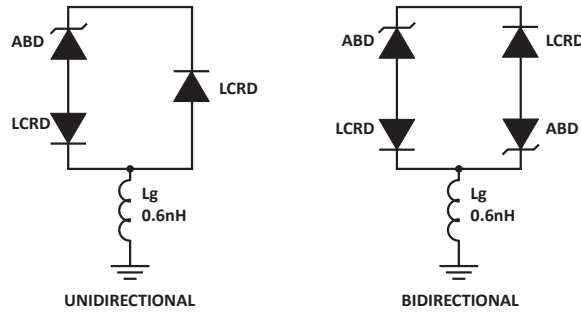 ABD
LCRD
LCRD
Lg
0.6nH
UNIDIRECTIONAL
ABD
LCRD
LCRD
ABD
Lg
0.6nH
BIDIRECTIONAL